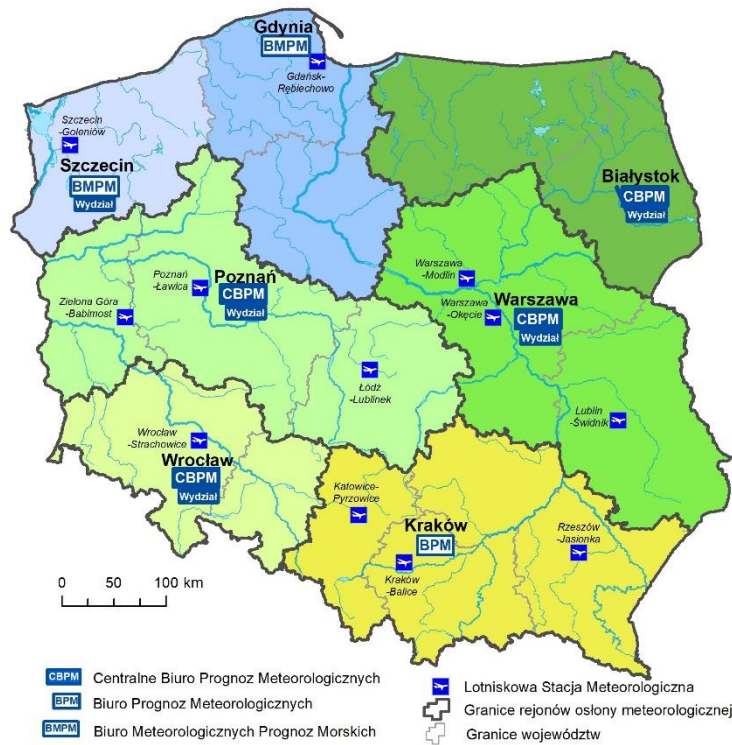 Gdynia
BMPM
Gdańsk
-Rębiechowo
Szczecin
-Goleniów
Szczecin
BMPM
Wydział
Białystok
CBPM
Wydział
Warszawa
-Modlin
Warszawa
-Okęcie
Warszawa
CBPM
Wydział
Poznań
-Ławica
Poznań
CBPM
Wydział
Zielona Góra
-Babimost
Łódź
-Lublinek
Lublin
-Świdnik
Wrocław
-Strachowice
Wrocław
CBPM
Wydział
Katowice-
Pyrzowice
Kraków
BPM
Kraków
-Balice
Rzeszów
-Jasionka
0 50 100 km
CBPM Centralne Biuro Prognoz Meteorologicznych
BPM Biuro Prognoz Meteorologicznych
BMPM Biuro Meteorologicznych Prognoz Morskich
Lotniskowa Stacja Meteorologiczna
Granice rejonów osłony meteorologicznej
Granice województw